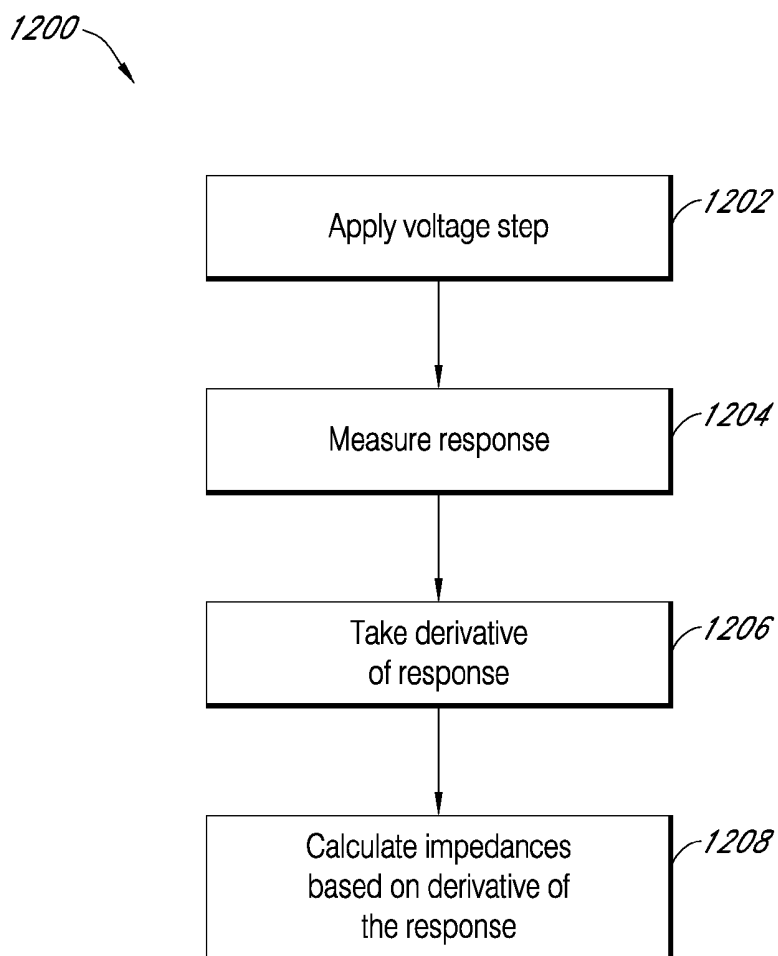 1200
Apply voltage step
1202
Measure response
1204
Take derivative
of response
1206
Calculate impedances
based on derivative of
the response
1208